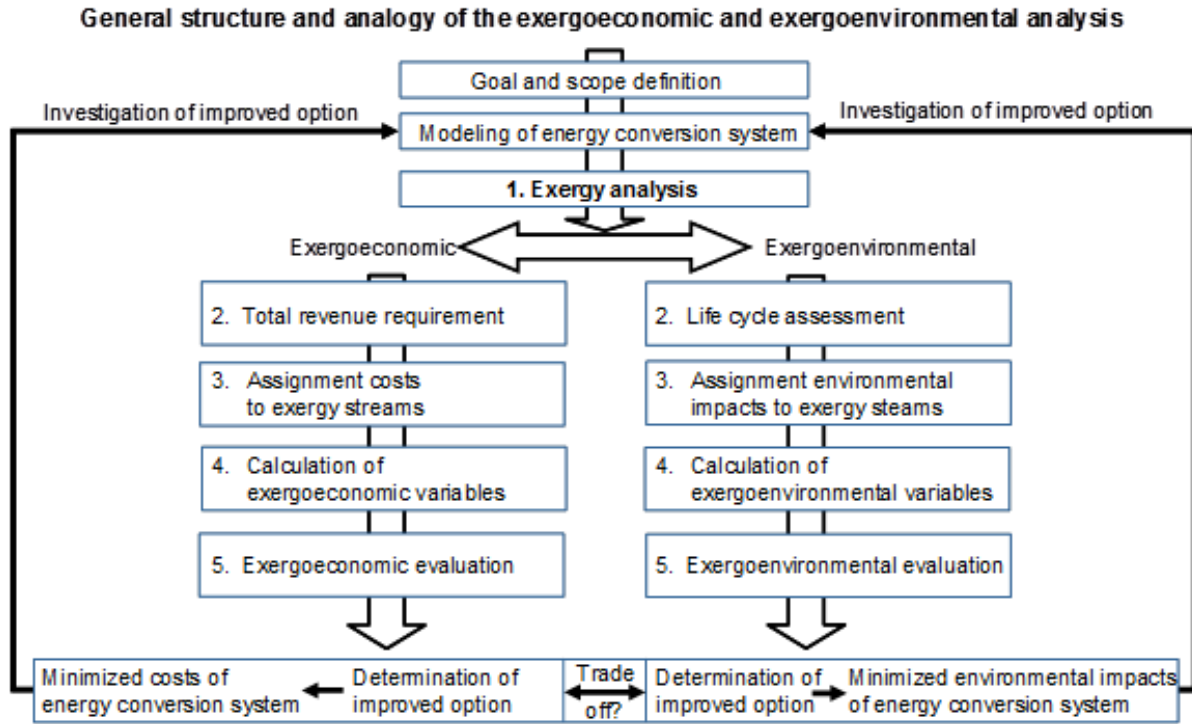 General structure and analogy of the exergoeconomic and exergoenvironmental analysis
Goal and scope definition
Investigation of improved option
Investigation of improved option
Modeling of energy conversion system
1. Exergy analysis
Exergoeconomic
Exergoenvironmental
2. Total revenue requirement
3. Assignment costs
to exergy streams
4. Calculation of
exergoeconomic variables
5. Exergoeconomic evaluation
2. Life cycle assessment
3. Assignment environmental
impacts to exergy steams
4. Calculation of
exergoenvironmental variables
5. Exergoenvironmental evaluation
Minimized costs of
energy conversion system
Determination of
improved option
Trade
off?
Determination of
improved option
Minimized environmental impacts
of energy conversion system